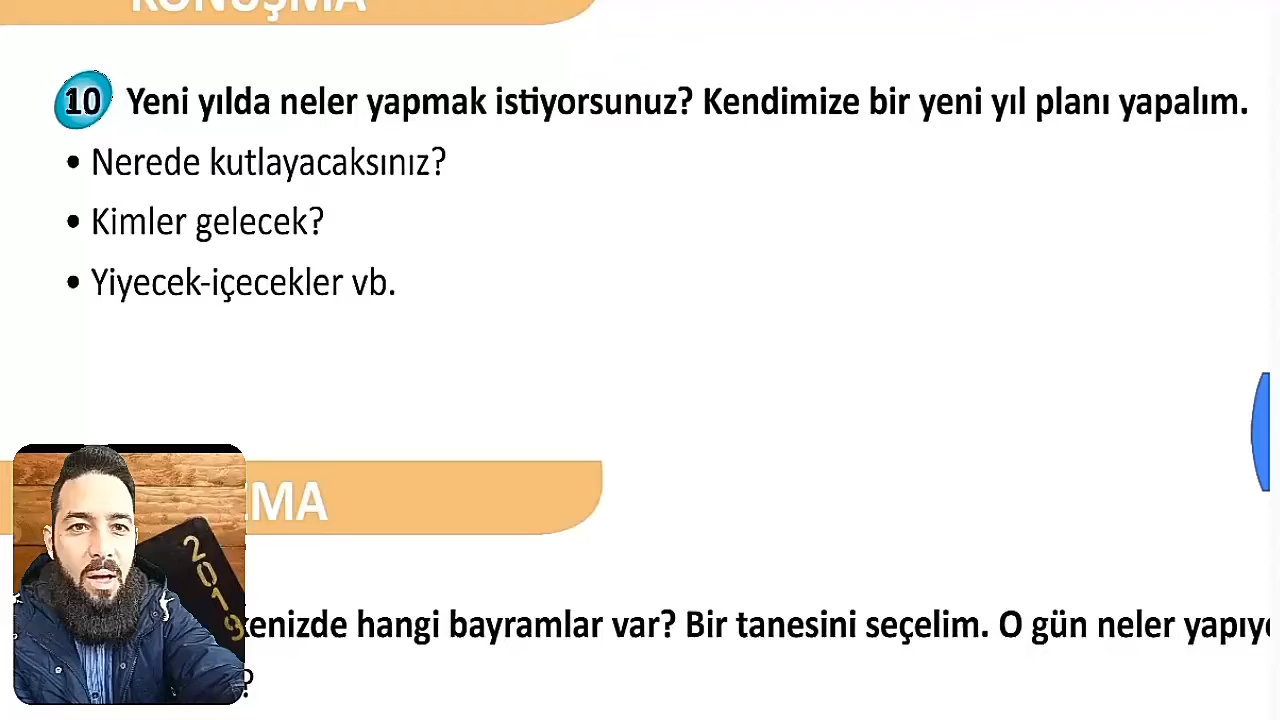 KONUŞMA
10 Yeni yılda neler yapmak istiyorsunuz? Kendimize bir yeni yıl planı yapalım.
• Nerede kutlayacaksınız?
• Kimler gelecek?
• Yiyecek-içecekler vb.
MA
2019
kenizde hangi bayramlar var? Bir tanesini seçelim. O gün neler
?